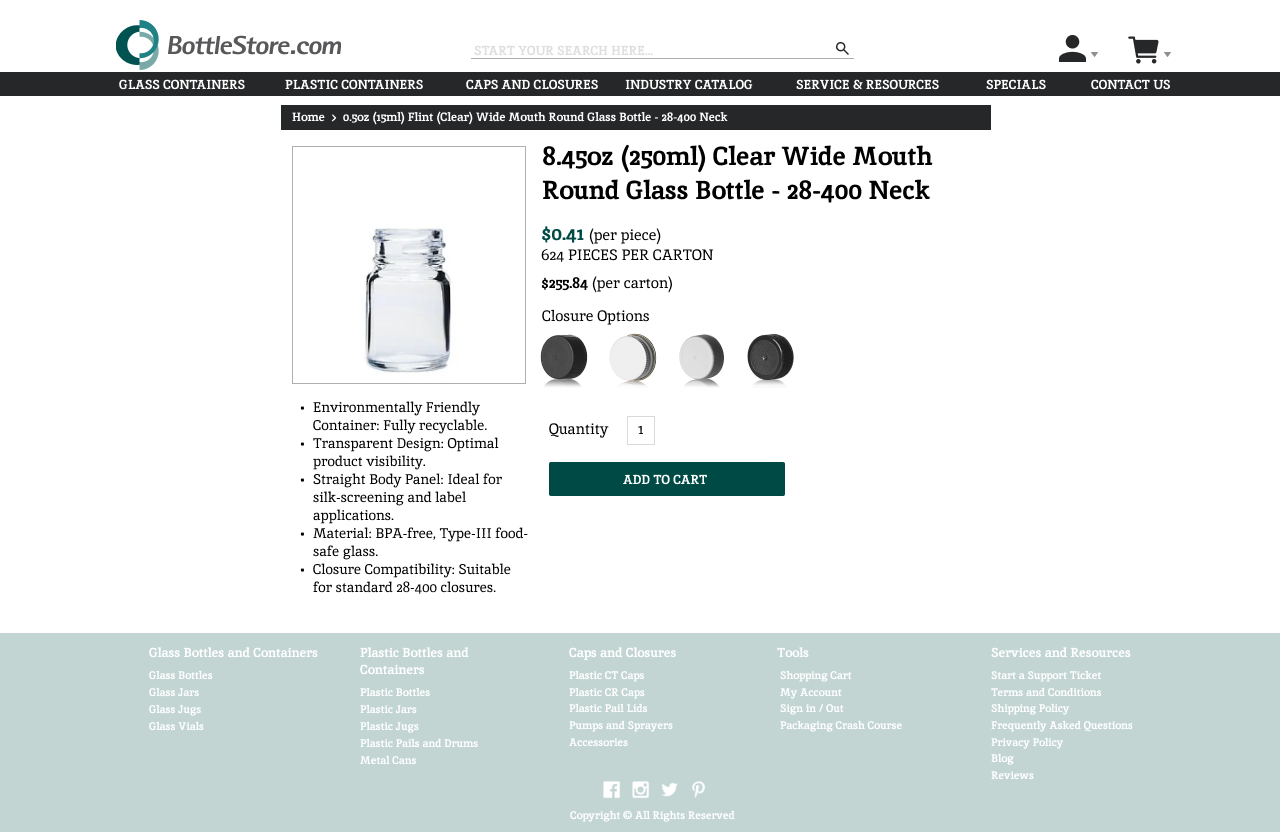 BottleStore.com
START YOUR SEARCH HERE...
GLASS CONTAINERS PLASTIC CONTAINERS CAPS AND CLOSURES INDUSTRY CATALOG SERVICE & RESOURCES SPECIALS CONTACT US
Home > 0.5oz (15ml) Flint (Clear) Wide Mouth Round Glass Bottle - 28-400 Neck
8.45oz (250ml) Clear Wide Mouth
Round Glass Bottle - 28-400 Neck
$0.41 (per piece)
624 PIECES PER CARTON
$255.84 (per carton)
Closure Options
Quantity 1
ADD TO CART
• Environmentally Friendly
Container: Fully recyclable.
• Transparent Design: Optimal
product visibility.
• Straight Body Panel: Ideal for
silk-screening and label
applications.
• Material: BPA-free, Type-III food-
safe glass.
• Closure Compatibility: Suitable
for standard 28-400 closures.
Glass Bottles and Containers
Glass Bottles
Glass Jars
Glass Jugs
Glass Vials
Plastic Bottles and
Containers
Plastic Bottles
Plastic Jars
Plastic Jugs
Plastic Pails and Drums
Metal Cans
Caps and Closures
Plastic CT Caps
Plastic CR Caps
Plastic Pail Lids
Pumps and Sprayers
Accessories
Tools
Shopping Cart
My Account
Sign in / Out
Packaging Crash Course
Services and Resources
Start a Support Ticket
Terms and Conditions
Shipping Policy
Frequently Asked Questions
Privacy Policy
Blog
Reviews
Copyright © All Rights Reserved